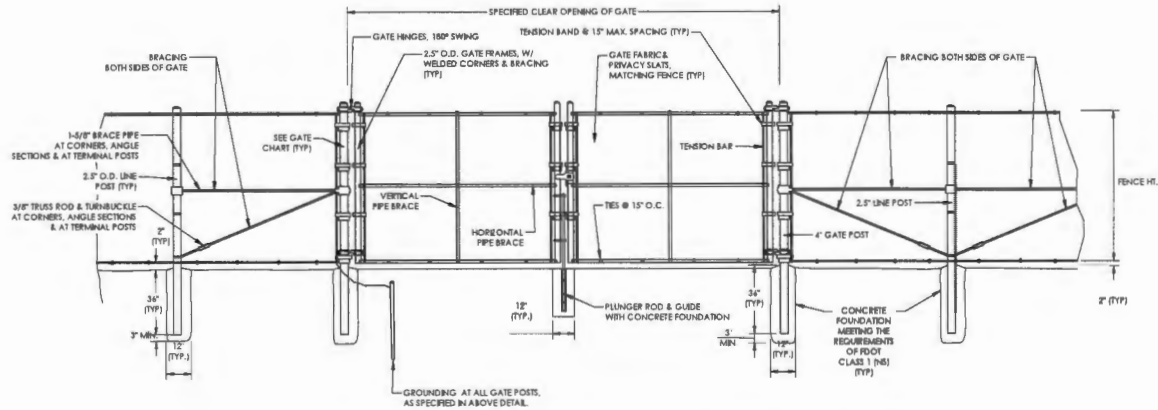 SPECIFIED CLEAR OPENING OF GATE
GATE HINGES, 180° SWING
TENSION BAND @ 15" MAX. SPACING (TYP)
BRACING
BOTH SIDES OF GATE
2.5" O.D. GATE FRAMES, W/
WELDED CORNERS & BRACING
(TYP)
GATE FABRIC &
PRIVACY SLATS,
MATCHING FENCE (TYP)
BRACING BOTH SIDES OF GATE
1-5/8" BRACE PIPE
AT CORNERS, ANGLE
SECTIONS & AT TERMINAL POSTS
SEE GATE
CHART (TYP)
TENSION BAR
2.5" O.D. LINE
POST (TYP)
FENCE HT.
VERTICAL
PIPE BRACE
TIES @ 15" O.C.
2.5" LINE POST
3/8" TRUSS ROD & TURNBUCKLE
AT CORNERS, ANGLE SECTIONS
& AT TERMINAL POSTS
2"
(TYP)
HORIZONTAL
PIPE BRACE
4" GATE POST
36"
(TYP)
3" MIN.
12"
(TYP.)
12"
(TYP.)
PLUNGER ROD & GUIDE
WITH CONCRETE FOUNDATION
36"
(TYP)
3'
MIN.
12"
(TYP.)
CONCRETE
FOUNDATION
MEETING THE
REQUIREMENTS
OF FDOT
CLASS 1 (NS)
(TYP)
2" (TYP)
GROUNDING AT ALL GATE POSTS,
AS SPECIFIED IN ABOVE DETAIL.